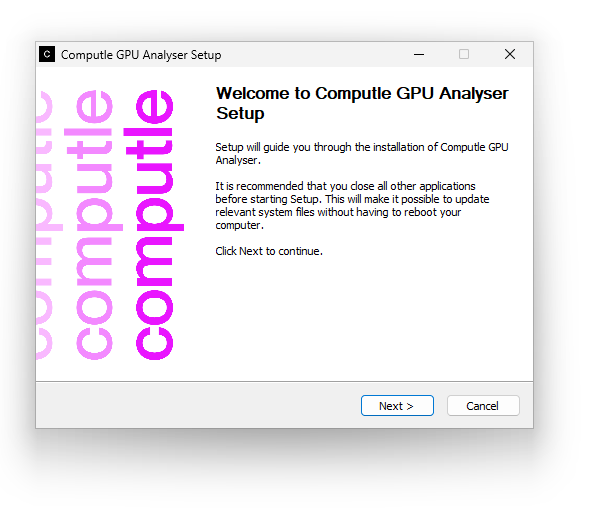 C
Computle GPU Analyser Setup
computle
computle
computle
Welcome to Computle GPU Analyser
Setup
Setup will guide you through the installation of Computle GPU
Analyser.
It is recommended that you close all other applications
before starting Setup. This will make it possible to update
relevant system files without having to reboot your
computer.
Click Next to continue.
Next >
Cancel